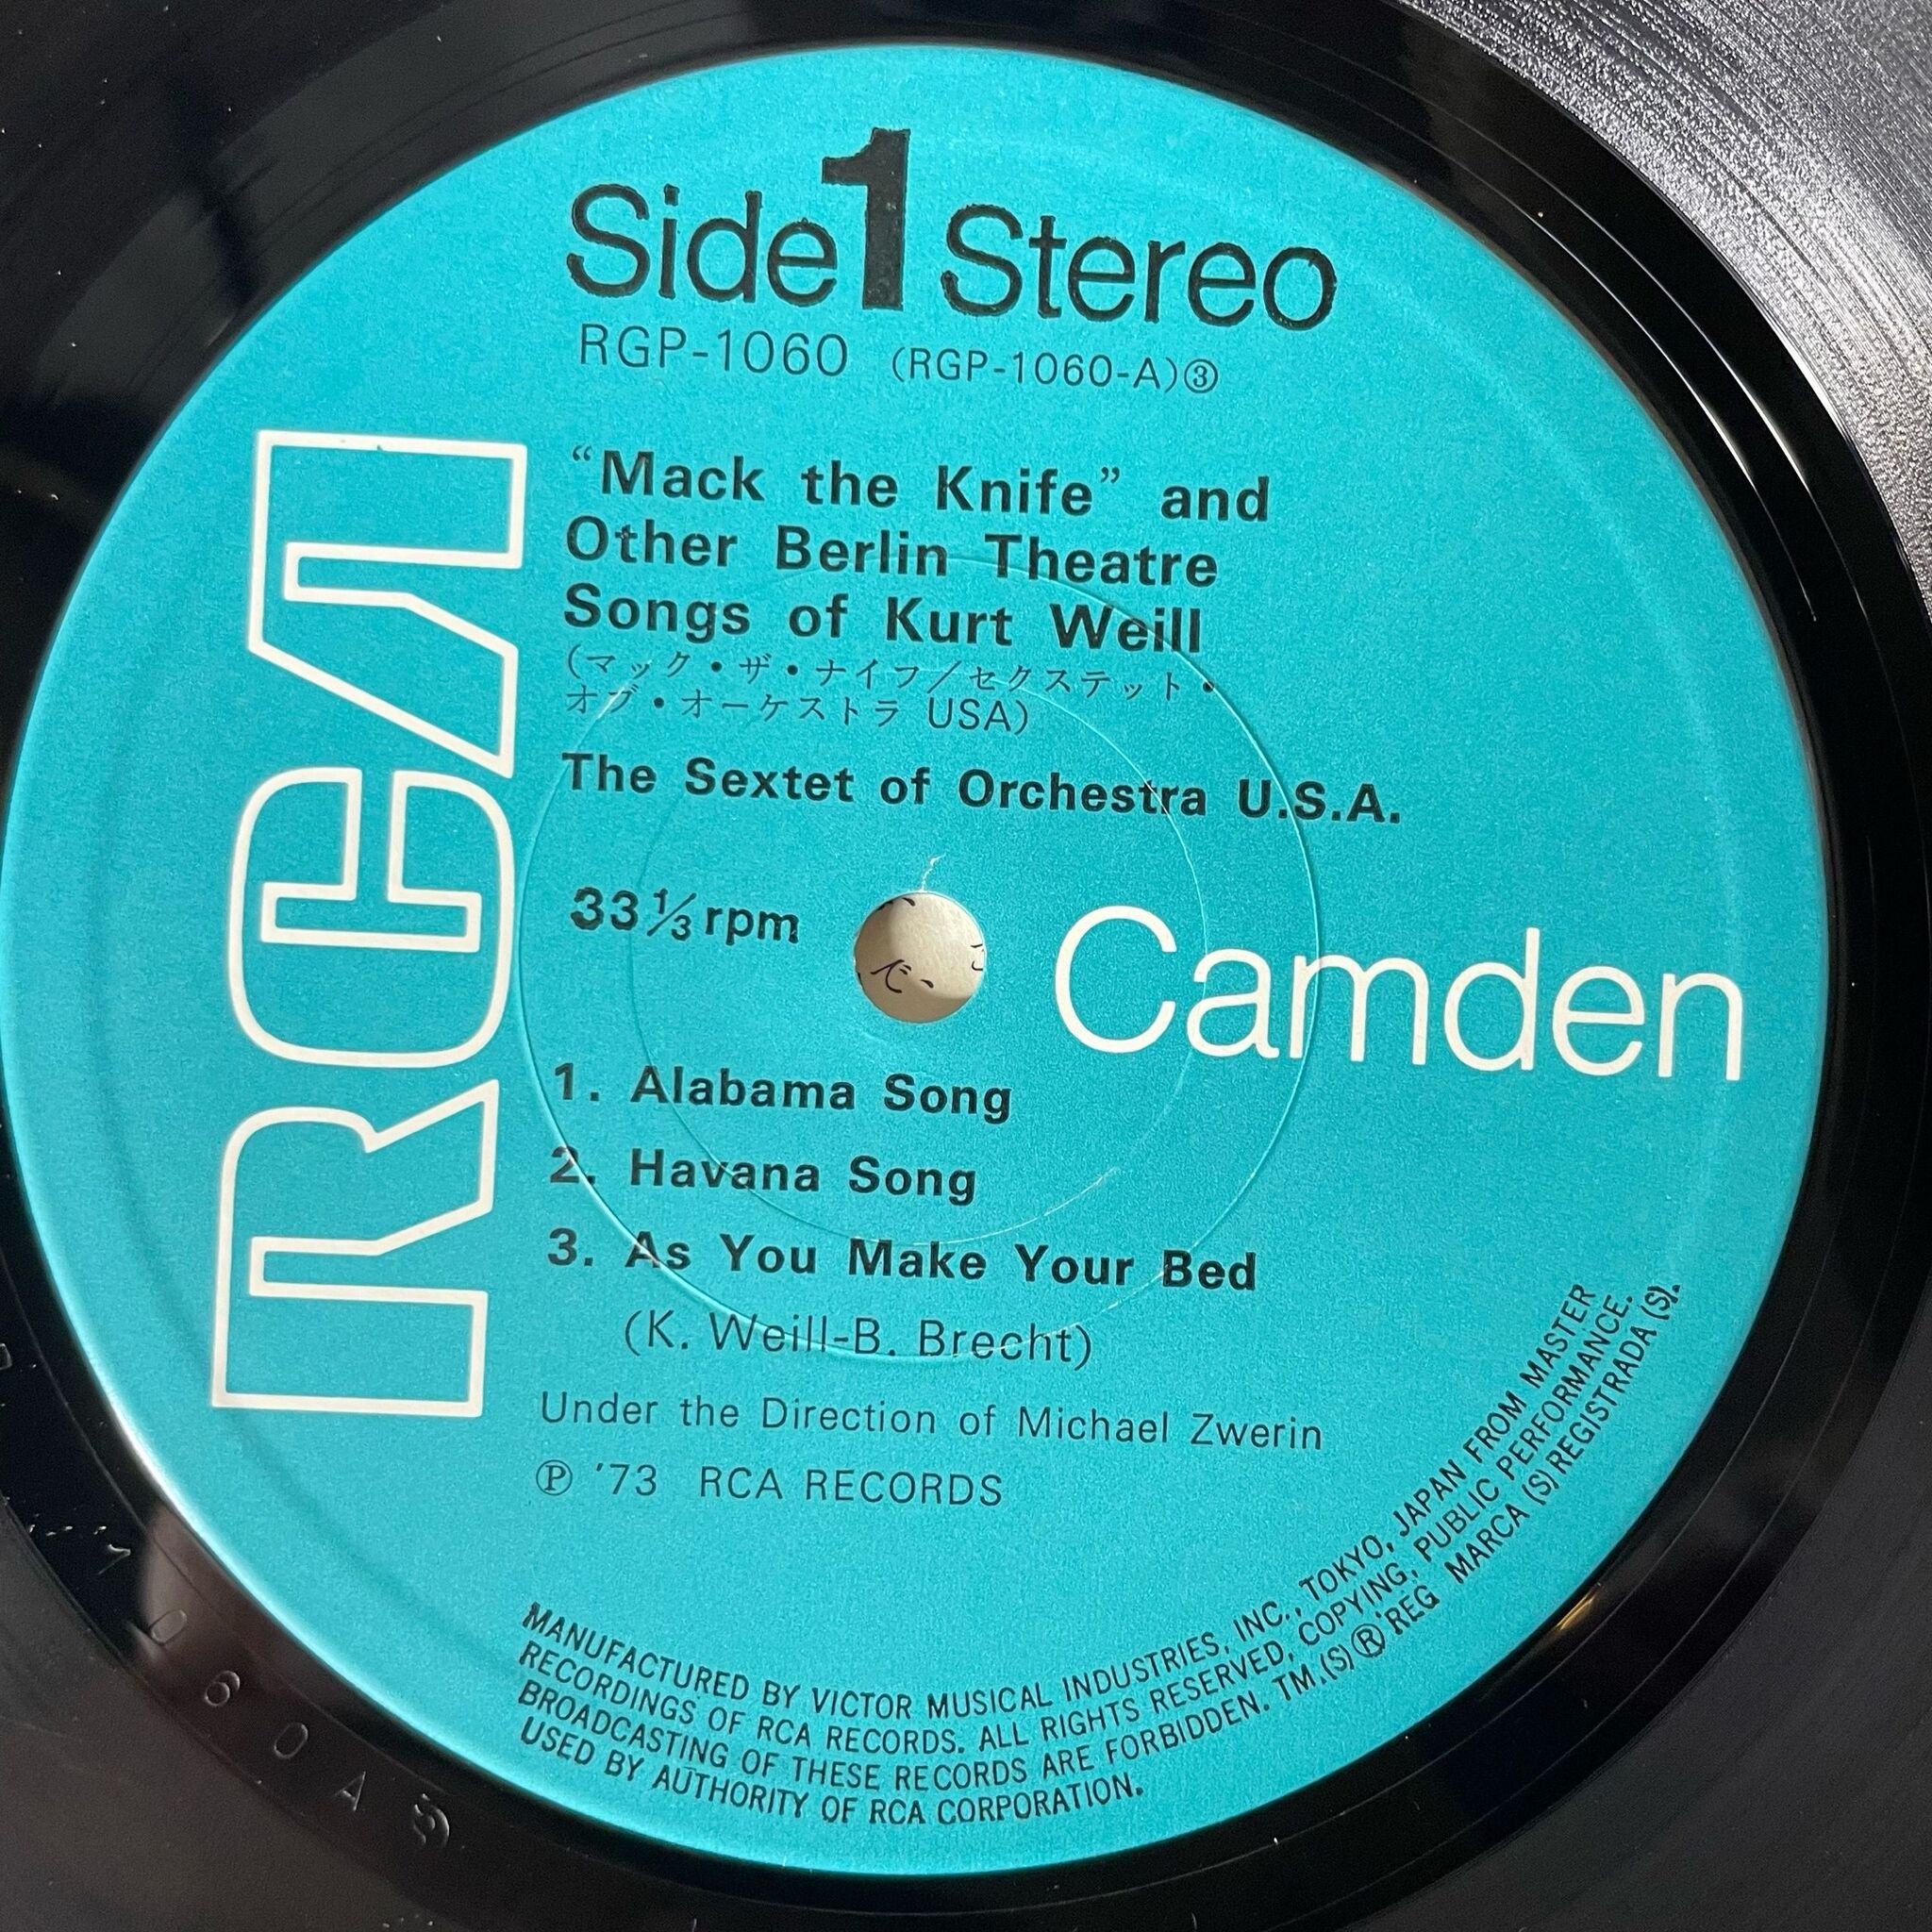 Side 1 Stereo
RGP-1060 (RGP-1060-A)③
“Mack the Knife” and
Other Berlin Theatre
Songs of Kurt Weill
(マック・ザ・ナイフ／セクステット・
オブ・オーケストラ USA)
The Sextet of Orchestra U.S.A.
33⅓rpm
RCA
Camden
1. Alabama Song
2. Havana Song
3. As You Make Your Bed
(K. Weill-B. Brecht)
Under the Direction of Michael Zwerin
Ⓟ '73 RCA RECORDS
MANUFACTURED BY VICTOR MUSICAL INDUSTRIES, INC., TOKYO, JAPAN FROM MASTER
RECORDINGS OF RCA RECORDS. ALL RIGHTS RESERVED, COPYING, PUBLIC PERFORMANCE.
BROADCASTING OF THESE RECORDS ARE FORBIDDEN. TM.(S)® REG MARCA (S) REGISTRADA (S).
USED BY AUTHORITY OF RCA CORPORATION.
1060A5